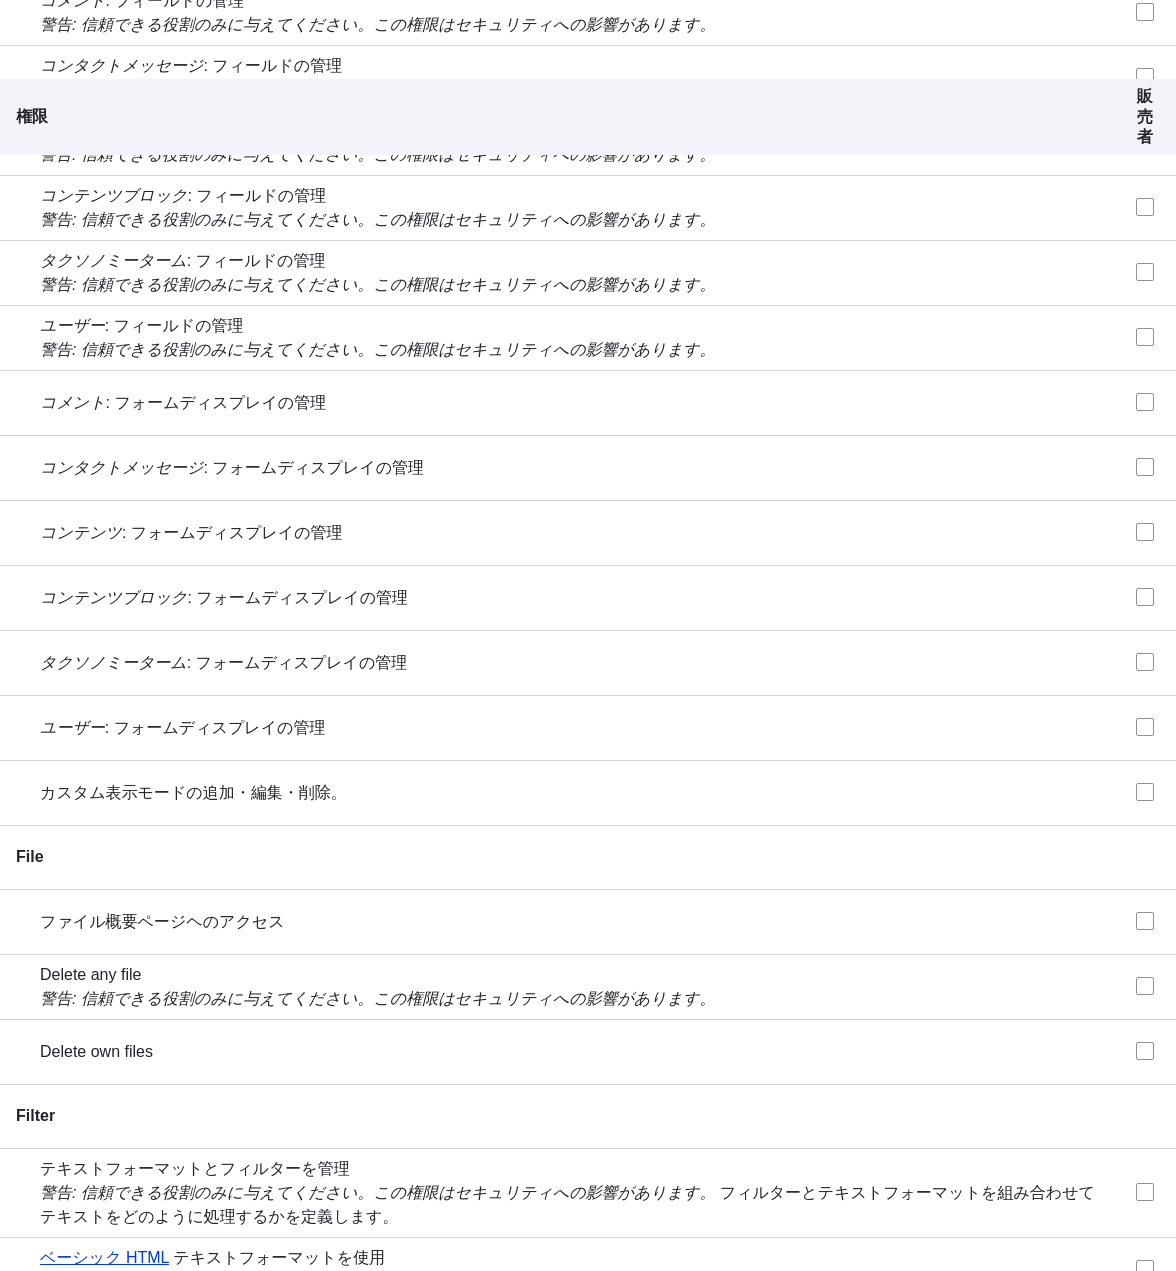 コメント: フィールドの管理
警告: 信頼できる役割のみに与えてください。この権限はセキュリティへの影響があります。
コンタクトメッセージ: フィールドの管理
権限
販
売
者
警告: 信頼できる役割のみに与えてください。この権限はセキュリティへの影響があります。
コンテンツブロック: フィールドの管理
警告: 信頼できる役割のみに与えてください。この権限はセキュリティへの影響があります。
タクソノミーターム: フィールドの管理
警告: 信頼できる役割のみに与えてください。この権限はセキュリティへの影響があります。
ユーザー: フィールドの管理
警告: 信頼できる役割のみに与えてください。この権限はセキュリティへの影響があります。
コメント: フォームディスプレイの管理
コンタクトメッセージ: フォームディスプレイの管理
コンテンツ: フォームディスプレイの管理
コンテンツブロック: フォームディスプレイの管理
タクソノミーターム: フォームディスプレイの管理
ユーザー: フォームディスプレイの管理
カスタム表示モードの追加・編集・削除。
File
ファイル概要ページへのアクセス
Delete any file
警告: 信頼できる役割のみに与えてください。この権限はセキュリティへの影響があります。
Delete own files
Filter
テキストフォーマットとフィルターを管理
警告: 信頼できる役割のみに与えてください。この権限はセキュリティへの影響があります。 フィルターとテキストフォーマットを組み合わせて
テキストをどのように処理するかを定義します。
ベーシック HTML テキストフォーマットを使用